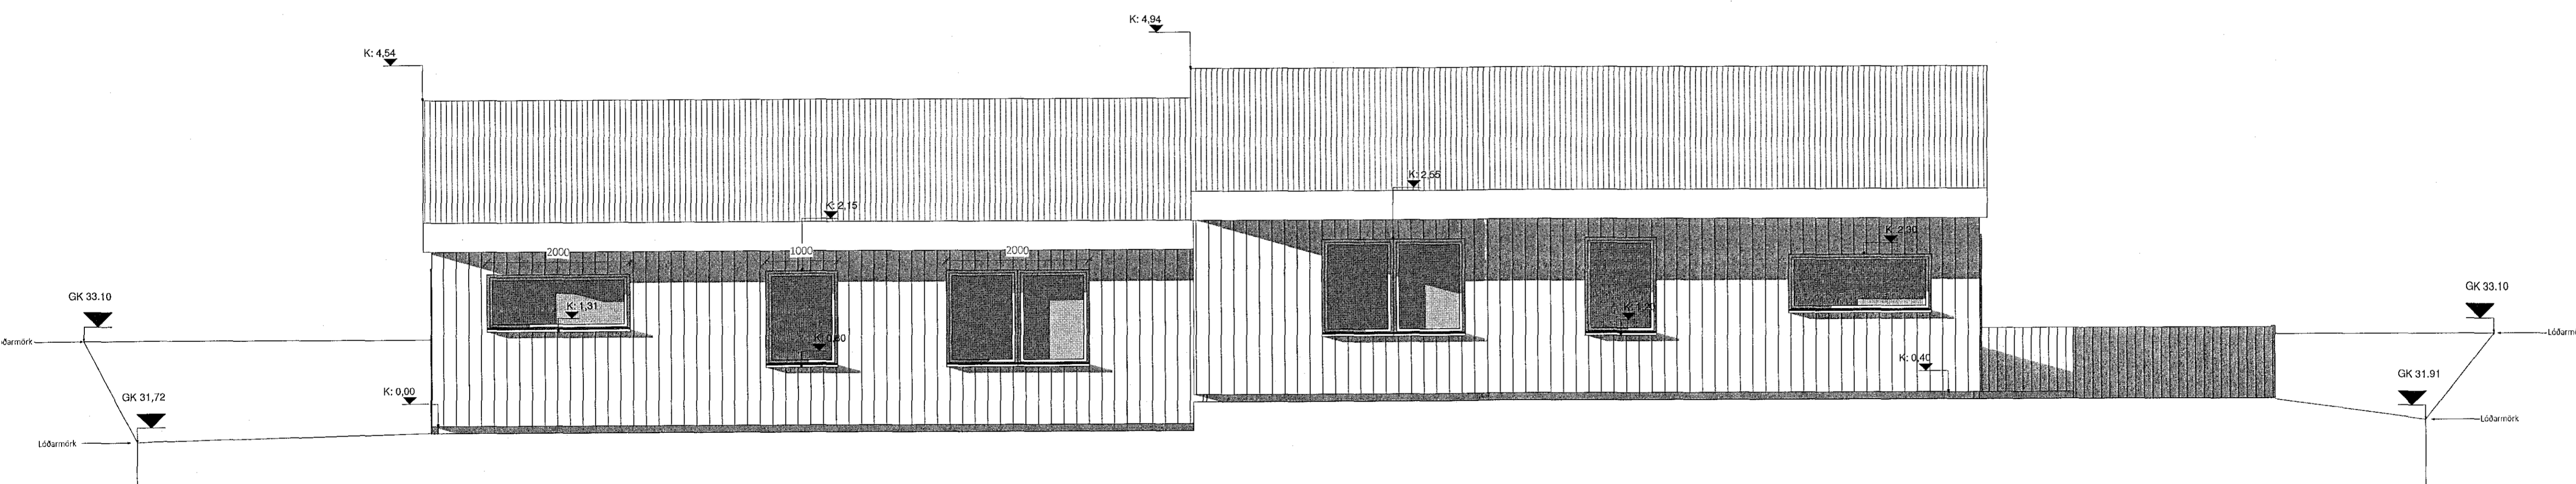 K: 4,94
K: 4,54
K: 2,55
K: 2,15
K: 2,30
2000
1000
2000
GK 33.10
GK 33.10
K: 1,31
K: 0,80
Lóðarmörk
K: 0,40
K: 0,00
GK 31,72
GK 31.91
Lóðarmörk
Lóðarmörk